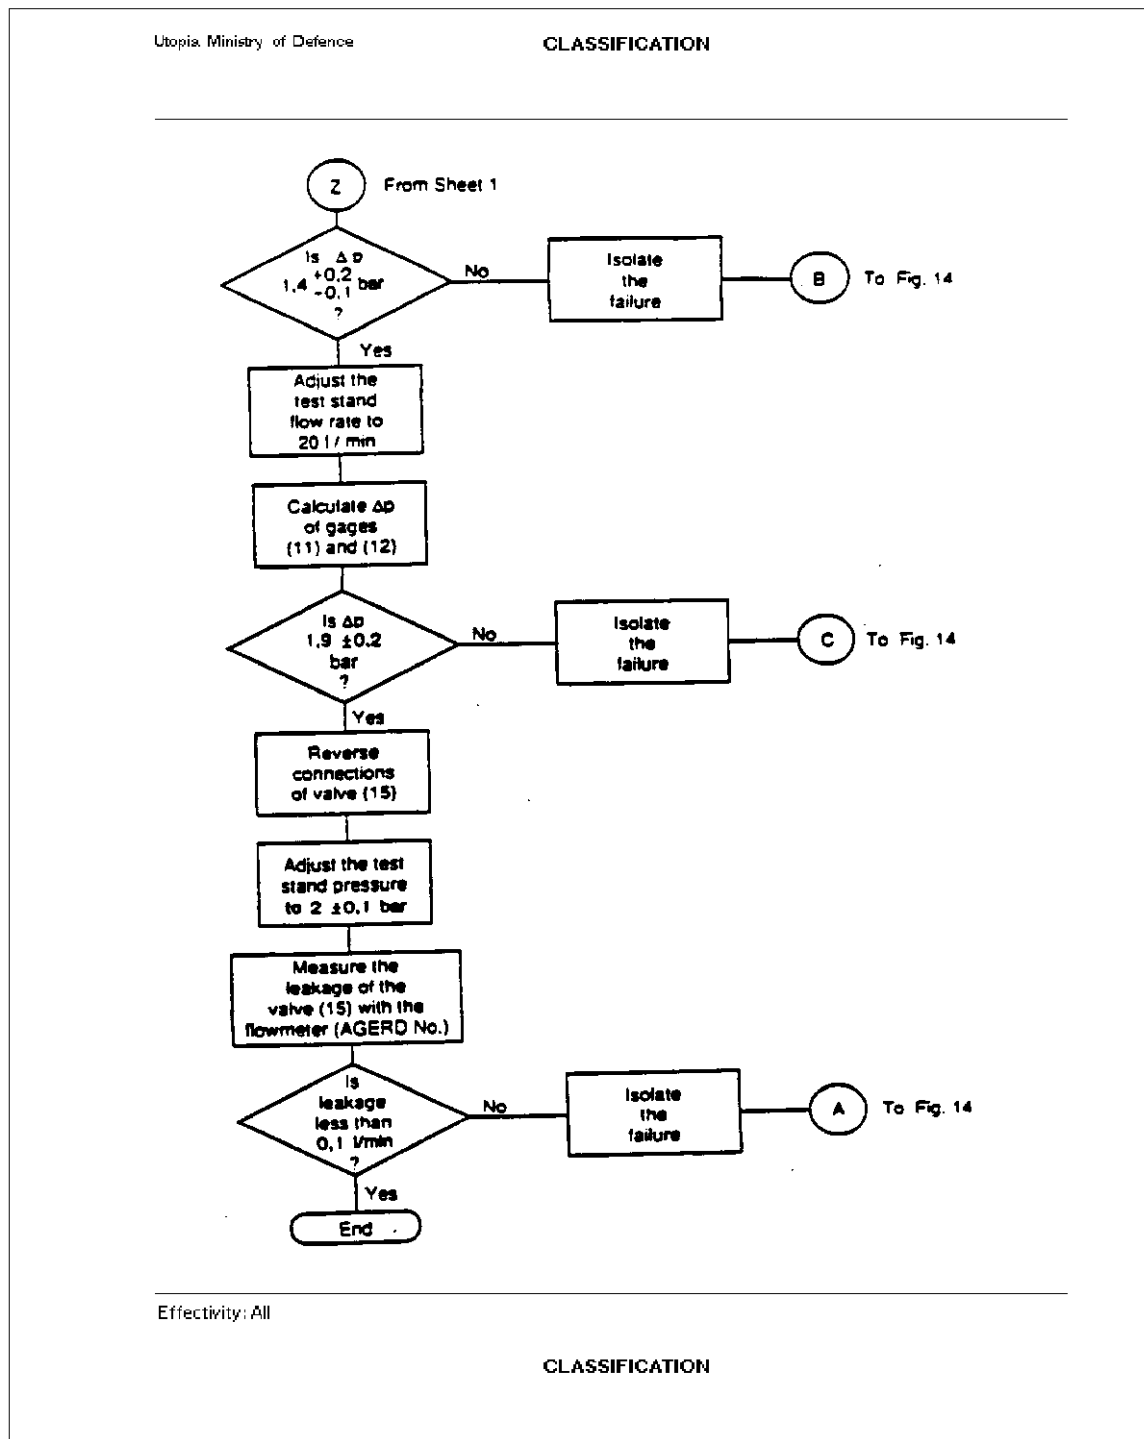 Utopia Ministry of Defence
CLASSIFICATION
Z
From Sheet 1
Is Δp
1,4 +0.2 -0.1 bar
?
No
Isolate
the
failure
B
To Fig. 14
Yes
Adjust the
test stand
flow rate to
20 l/ min
Calculate Δp
of gages
(11) and (12)
Is Δp
1,9 ±0.2
bar
?
No
Isolate
the
failure
C
To Fig. 14
Yes
Reverse
connections
of valve (15)
Adjust the test
stand pressure
to 2 ±0,1 bar
Measure the
leakage of the
valve (15) with the
flowmeter (AGERD No.)
Is
leakage
less than
0,1 l/min
?
No
Isolate
the
failure
A
To Fig. 14
Yes
End
Effectivity: All
CLASSIFICATION